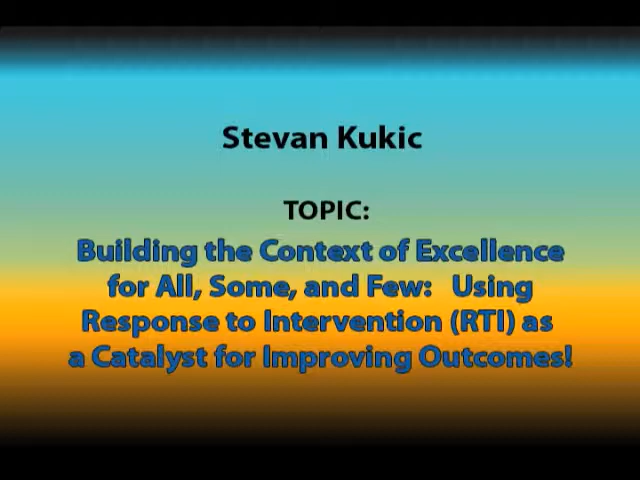 Stevan Kukic
TOPIC:
Building the Context of Excellence
for All, Some, and Few:   Using
Response to Intervention (RTI) as
a Catalyst for Improving Outcomes!